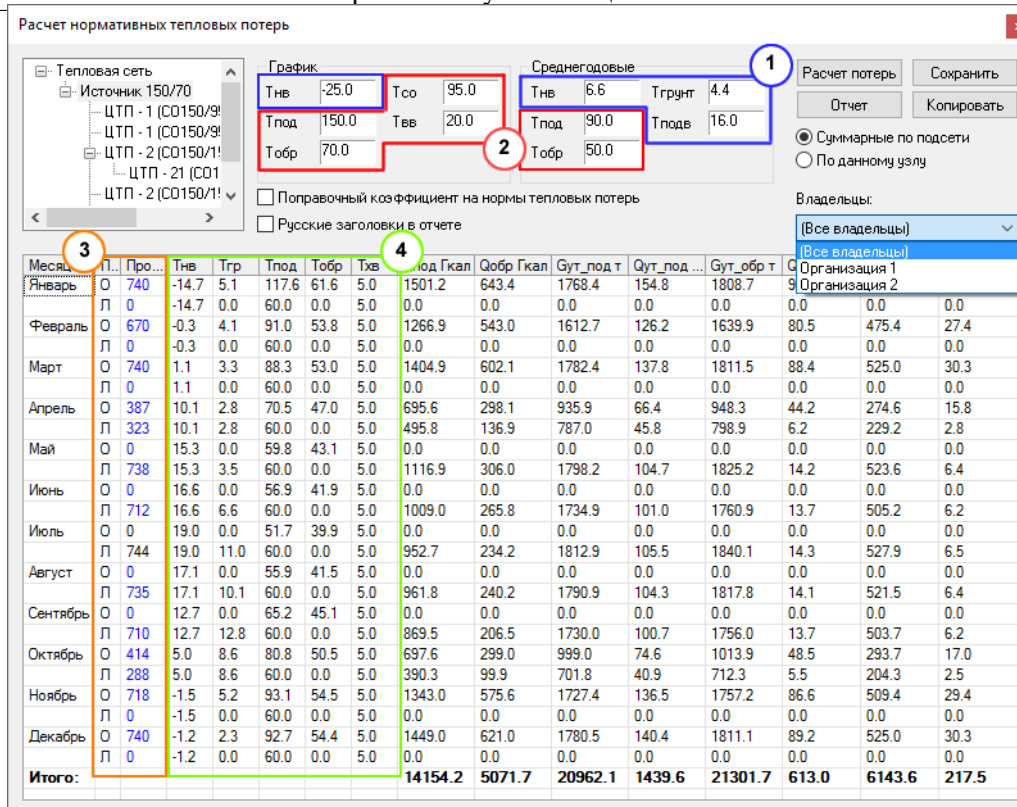 Расчет нормативных тепловых потерь
Тепловая сеть
Источник 150/70
ЦТП - 1 (СО150/9
ЦТП - 1 (СО150/9
ЦТП - 2 (СО150/1
ЦТП - 21 (СО1
ЦТП - 2 (СО150/1
График
Тнв -25.0 Тсо 95.0
Тпод 150.0 Твв 20.0
Тобр 70.0
2
Среднегодовые
1
Тнв 6.6 Тгрунт 4.4
Тпод 90.0 Тподв 16.0
Тобр 50.0
Поправочный коэффициент на нормы тепловых потерь
Русские заголовки в отчете
Расчет потерь Сохранить
Отчет Копировать
Суммарные по подсети
По данному узлу
Владельцы:
(Все владельцы)
(Все владельцы)
Организация 1
Организация 2
3 4
П.. Про... Тнв Тгр Тпод Тобр Тхв Гкал Qобр Гкал Gут_под т Qут_под ... Gут_обр т
Январь О 740 -14.7 5.1 117.6 61.6 5.0 1501.2 643.4 1768.4 154.8 1808.7
Л 0 -14.7 0.0 60.0 0.0 5.0 0.0 0.0 0.0 0.0 0.0 0.0 0.0 0.0
Февраль О 670 -0.3 4.1 91.0 53.8 5.0 1266.9 543.0 1612.7 126.2 1639.9 80.5 475.4 27.4
Л 0 -0.3 0.0 60.0 0.0 5.0 0.0 0.0 0.0 0.0 0.0 0.0 0.0 0.0
Март О 740 1.1 3.3 88.3 53.0 5.0 1404.9 602.1 1782.4 137.8 1811.5 88.4 525.0 30.3
Л 0 1.1 0.0 60.0 0.0 5.0 0.0 0.0 0.0 0.0 0.0 0.0 0.0 0.0
Апрель О 387 10.1 2.8 70.5 47.0 5.0 695.6 298.1 935.9 66.4 948.3 44.2 274.6 15.8
Л 323 10.1 2.8 60.0 0.0 5.0 495.8 136.9 787.0 45.8 798.9 6.2 229.2 2.8
Май О 0 15.3 0.0 59.8 43.1 5.0 0.0 0.0 0.0 0.0 0.0 0.0 0.0 0.0
Л 738 15.3 3.5 60.0 0.0 5.0 1116.9 306.0 1798.2 104.7 1825.2 14.2 523.6 6.4
Июнь О 0 16.6 0.0 56.9 41.9 5.0 0.0 0.0 0.0 0.0 0.0 0.0 0.0 0.0
Л 712 16.6 6.6 60.0 0.0 5.0 1009.0 265.8 1734.9 101.0 1760.9 13.7 505.2 6.2
Июль О 0 19.0 0.0 51.7 39.9 5.0 0.0 0.0 0.0 0.0 0.0 0.0 0.0 0.0
Л 744 19.0 11.0 60.0 0.0 5.0 952.7 234.2 1812.9 105.5 1840.1 14.3 527.9 6.5
Август О 0 17.1 0.0 55.9 41.5 5.0 0.0 0.0 0.0 0.0 0.0 0.0 0.0 0.0
Л 735 17.1 10.1 60.0 0.0 5.0 961.8 240.2 1790.9 104.3 1817.8 14.1 521.5 6.4
Сентябрь О 0 12.7 0.0 65.2 45.1 5.0 0.0 0.0 0.0 0.0 0.0 0.0 0.0 0.0
Л 710 12.7 12.8 60.0 0.0 5.0 869.5 206.5 1730.0 100.7 1756.0 13.7 503.7 6.2
Октябрь О 414 5.0 8.6 80.8 50.5 5.0 697.6 299.0 999.0 74.6 1013.9 48.5 293.7 17.0
Л 288 5.0 8.6 60.0 0.0 5.0 390.3 99.9 701.8 40.9 712.3 5.5 204.3 2.5
Ноябрь О 718 -1.5 5.2 93.1 54.5 5.0 1343.0 575.6 1727.4 136.5 1757.2 86.6 509.4 29.4
Л 0 -1.5 0.0 60.0 0.0 5.0 0.0 0.0 0.0 0.0 0.0 0.0 0.0 0.0
Декабрь О 740 -1.2 2.3 92.7 54.4 5.0 1449.0 621.0 1780.5 140.4 1811.1 89.2 525.0 30.3
Л 0 -1.2 0.0 60.0 0.0 5.0 0.0 0.0 0.0 0.0 0.0 0.0 0.0 0.0
Итого: 14154.2 5071.7 20962.1 1439.6 21301.7 613.0 6143.6 217.5